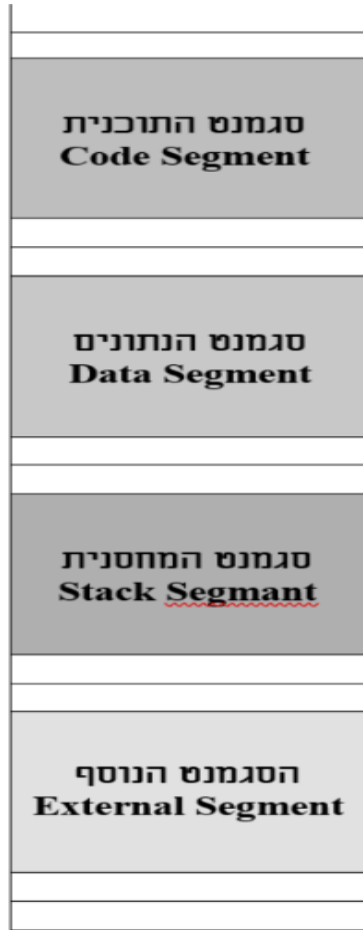 סגמנט התוכנית
Code Segment
סגמנט הנתונים
Data Segment
סגמנט המחסנית
Stack Segmant
הסגמנט הנוסף
External Segment